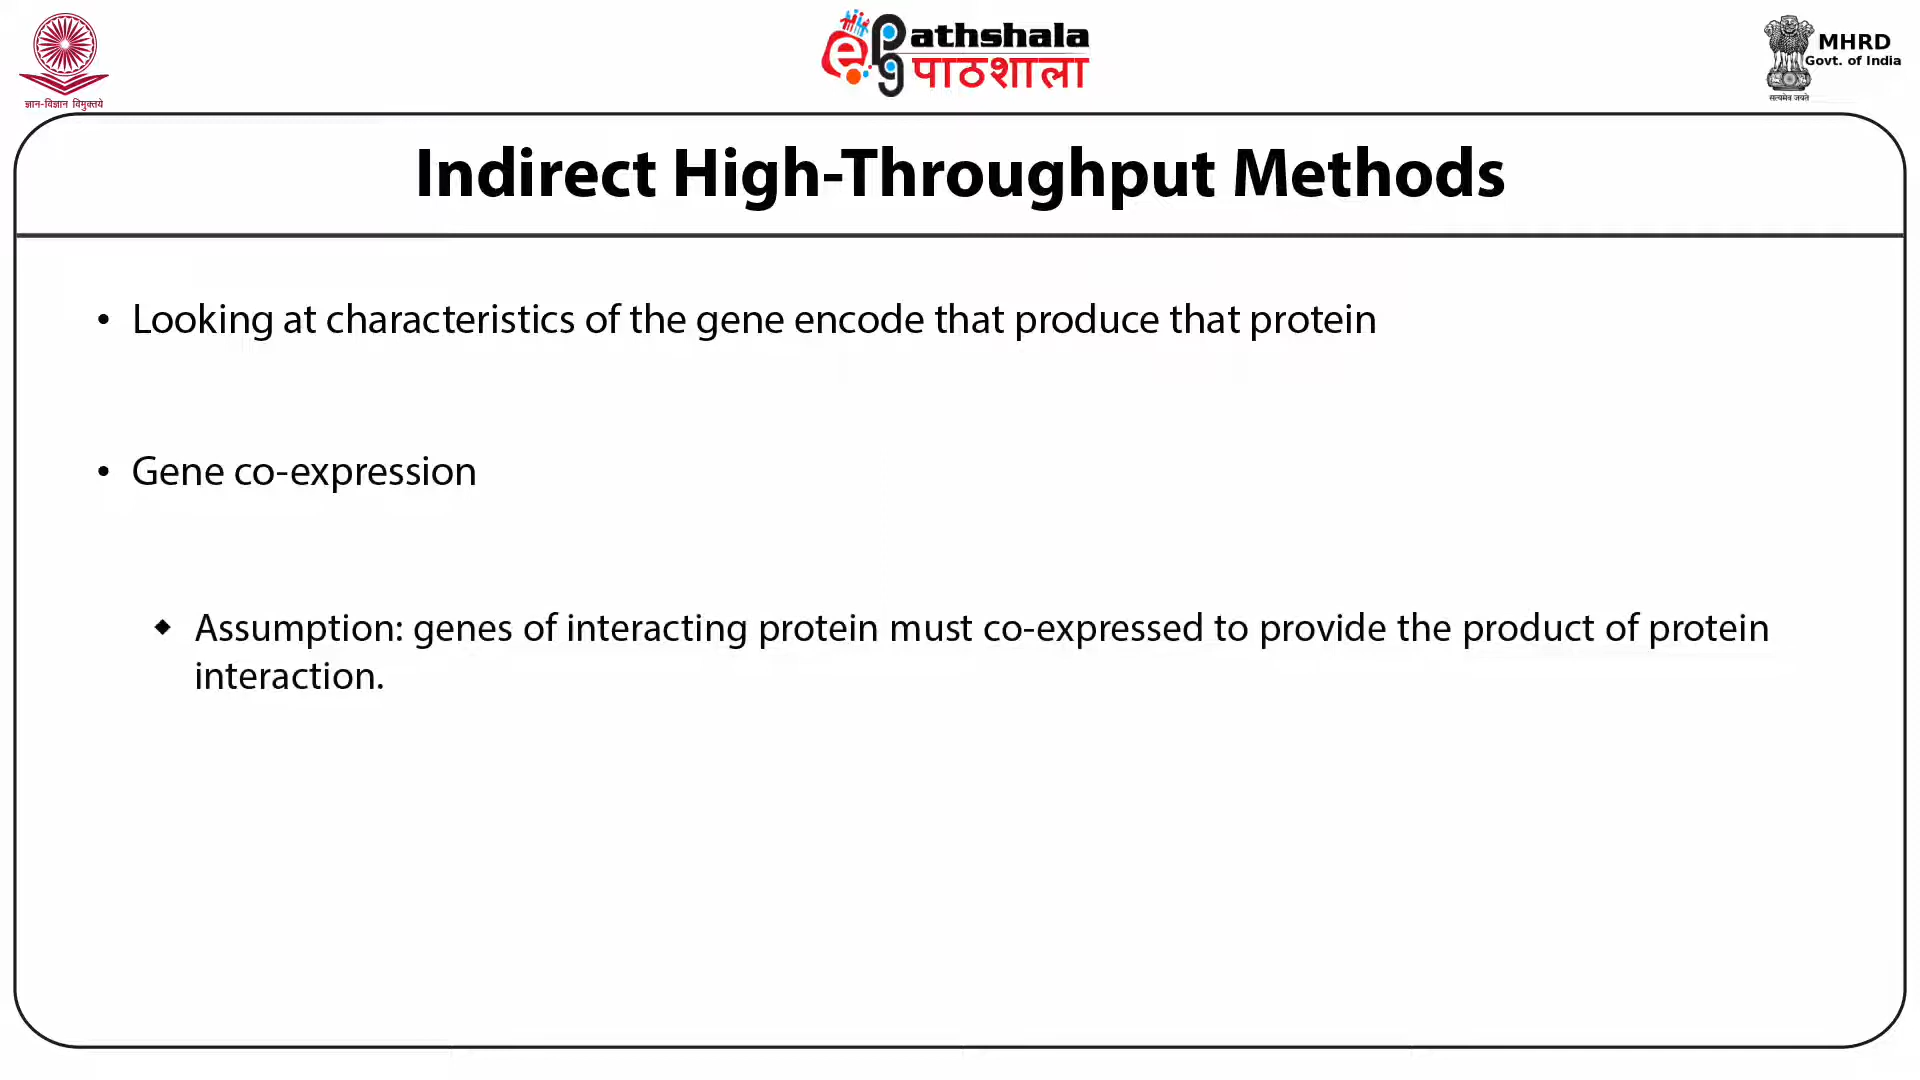 ज्ञान-विज्ञान विमुक्तये
ePathshala
पाठशाला
MHRD
Govt. of India
सत्यमेव जयते
Indirect High-Throughput Methods
• Looking at characteristics of the gene encode that produce that protein
• Gene co-expression
◆ Assumption: genes of interacting protein must co-expressed to provide the product of protein
interaction.